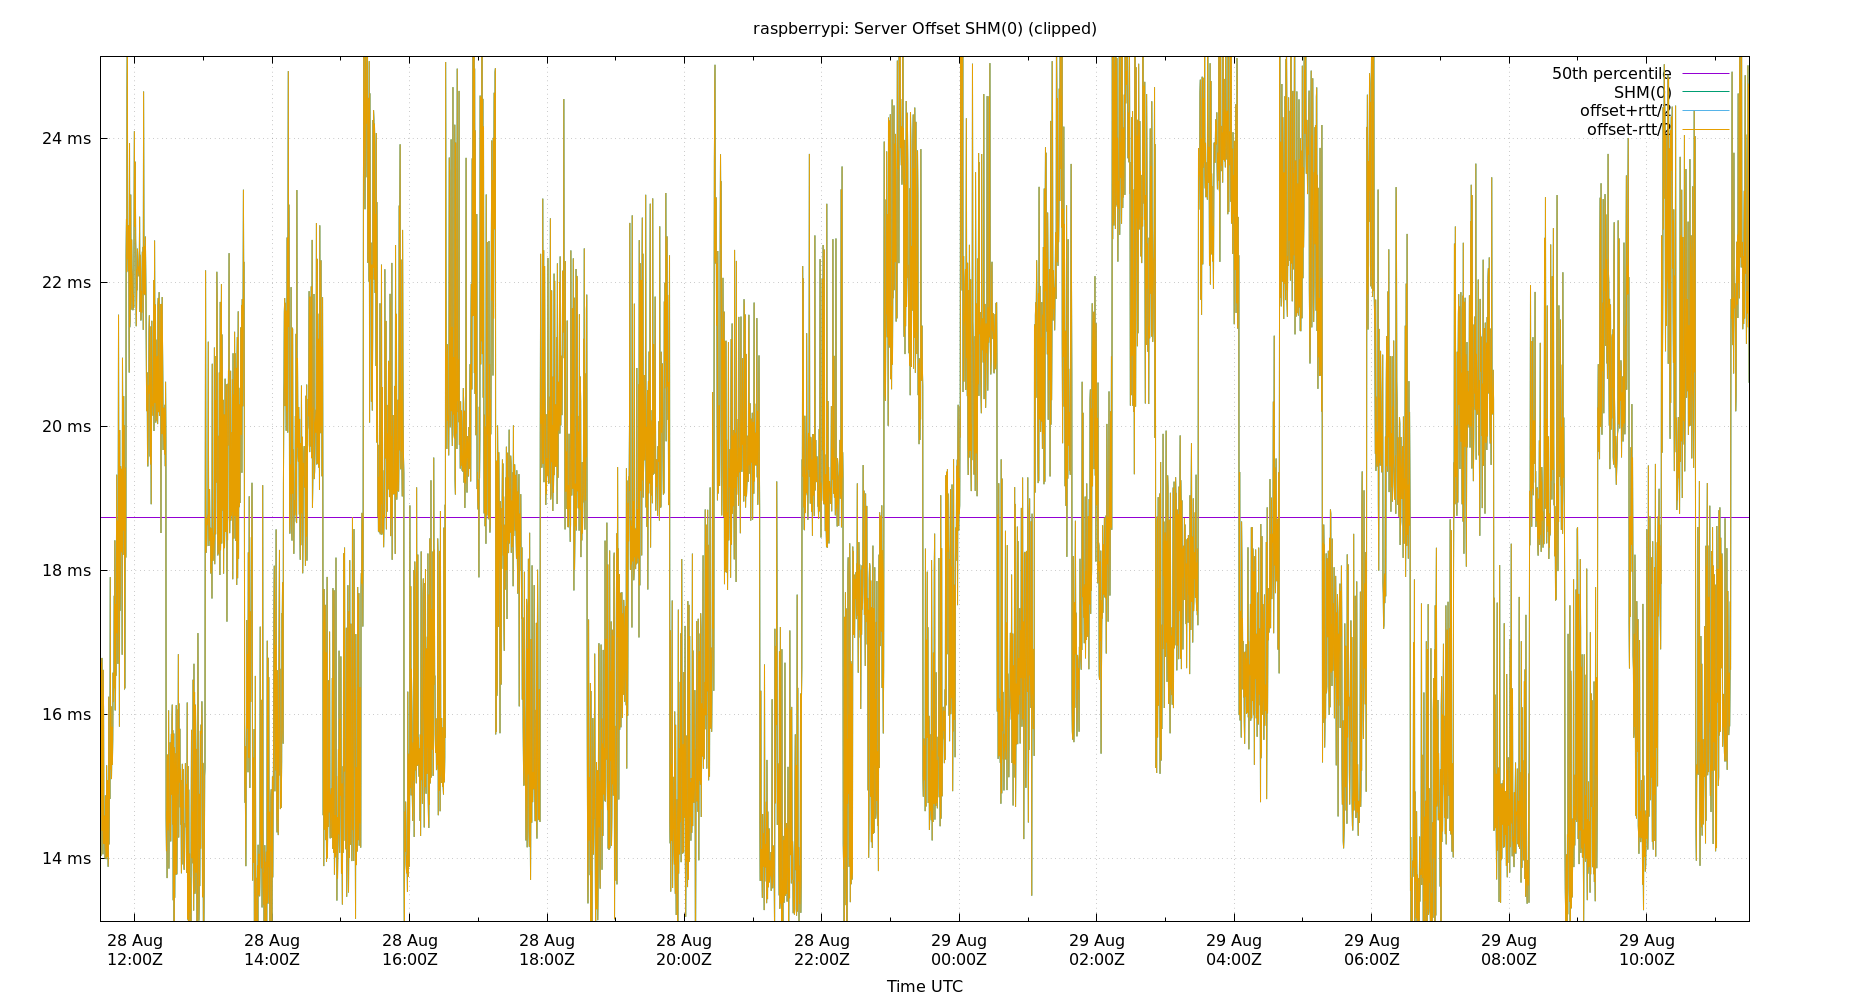 raspberrypi: Server Offset SHM(0) (clipped)
50th percentile
SHM(0)
offset+rtt/2
offset-rtt/2
24 ms
22 ms
20 ms
18 ms
16 ms
14 ms
28 Aug 28 Aug 28 Aug 28 Aug 28 Aug 28 Aug 29 Aug 29 Aug 29 Aug 29 Aug 29 Aug 29 Aug
12:00Z 14:00Z 16:00Z 18:00Z 20:00Z 22:00Z 00:00Z 02:00Z 04:00Z 06:00Z 08:00Z 10:00Z
Time UTC